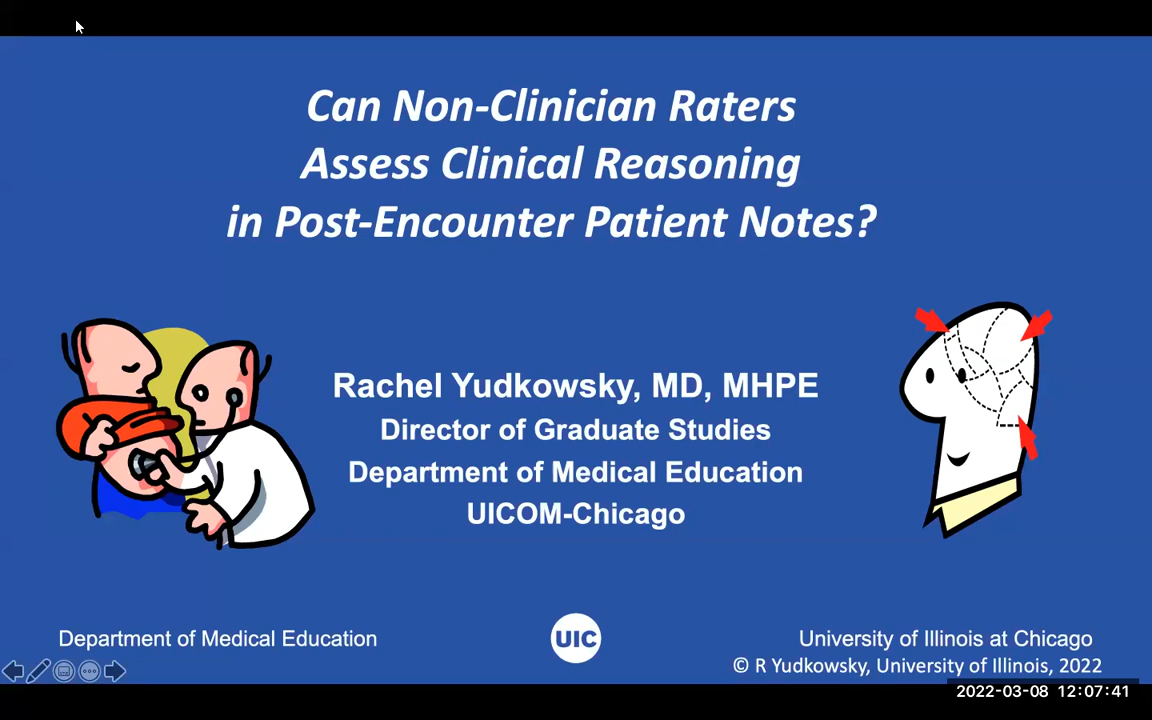 Can Non-Clinician Raters
Assess Clinical Reasoning
in Post-Encounter Patient Notes?
Rachel Yudkowsky, MD, MHPE
Director of Graduate Studies
Department of Medical Education
UICOM-Chicago
Department of Medical Education
UIC
University of Illinois at Chicago
© R Yudkowsky, University of Illinois, 2022
2022-03-08 12:07:41